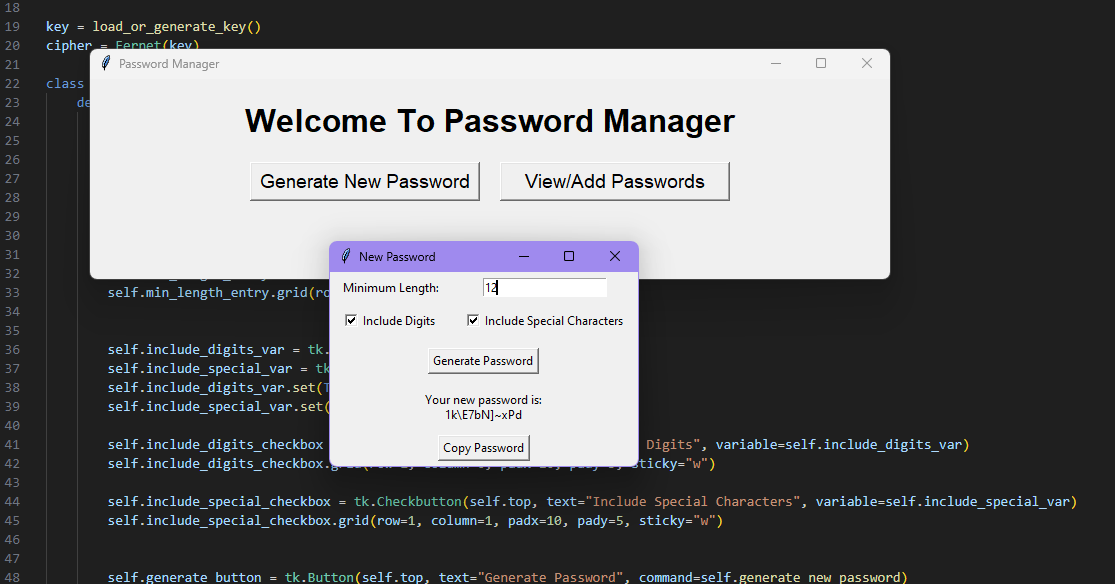 18
19 key = load_or_generate_key()
20 cipher = Fernet(key)
21
22 class
23 de
24
25
26
27
28
29
30
31
32
33 self.min_length_entry.grid(ro
34
35
36 self.include_digits_var = tk.
37 self.include_special_var = tk
38 self.include_digits_var.set(T
39 self.include_special_var.set(
40
41 self.include_digits_checkbox Digits", variable=self.include_digits_var)
42 self.include_digits_checkbox. sticky="w")
43
44 self.include_special_checkbox = tk.Checkbutton(self.top, text="Include Special Characters", variable=self.include_special_var)
45 self.include_special_checkbox.grid(row=1, column=1, padx=10, pady=5, sticky="w")
46
47
48 self.generate_button = tk.Button(self.top, text="Generate Password", command=self.generate_new_password)
Password Manager
Welcome To Password Manager
Generate New Password View/Add Passwords
New Password
Minimum Length: 12
Include Digits Include Special Characters
Generate Password
Your new password is:
1k\E7bN]~xPd
Copy Password